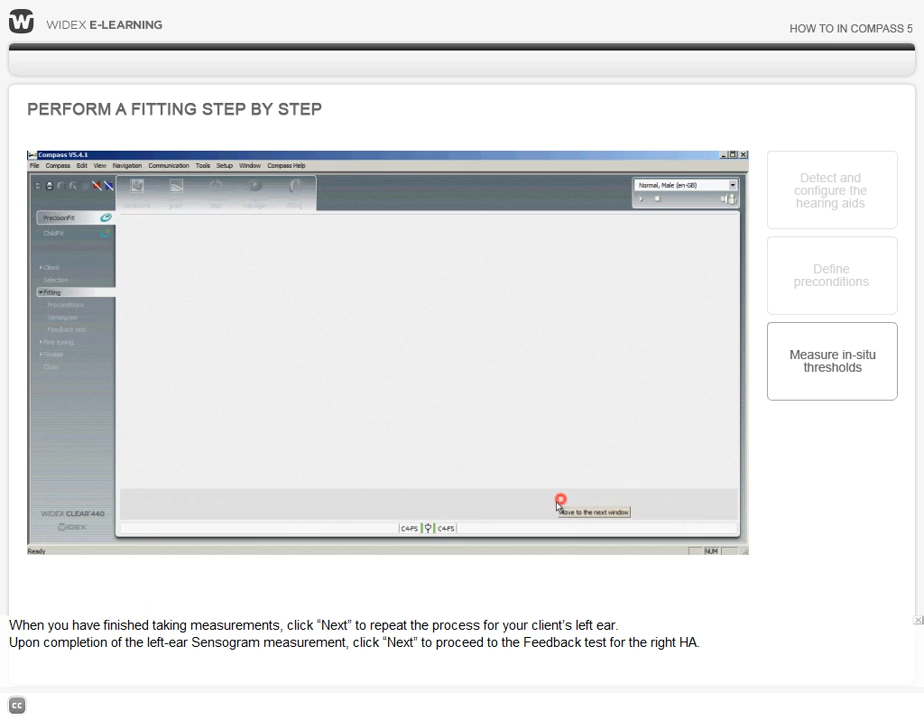 WIDEX E-LEARNING
HOW TO IN COMPASS 5
PERFORM A FITTING STEP BY STEP
Compass V5.4.1
File Compass Edit View Navigation Communication Tools Setup Window Compass Help
Normal, Male (en-GB)
PrecisionFit
ChildFit
Client
Selection
Fitting
Preconditions
Sensogram
Feedback test
Fine tuning
Finalise
Close
WIDEX CLEAR 440
WIDEX
Move to the next window
C4-FS C4-FS
Ready
NUM
Detect and
configure the
hearing aids
Define
preconditions
Measure in-situ
thresholds
When you have finished taking measurements, click “Next” to repeat the process for your client’s left ear.
Upon completion of the left-ear Sensogram measurement, click “Next” to proceed to the Feedback test for the right HA.
cc